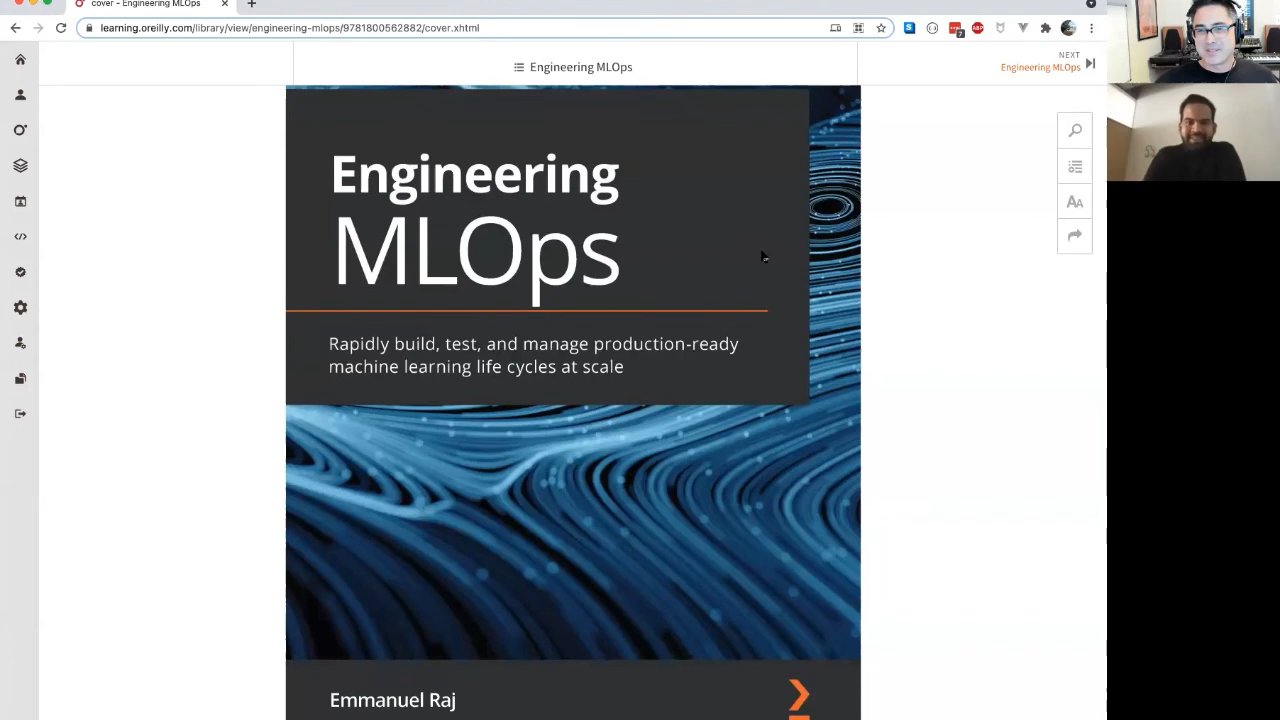 cover - Engineering MLOps
learning.oreilly.com/library/view/engineering-mlops/9781800562882/cover.xhtml
Engineering MLOps
NEXT
Engineering MLOps
Engineering
MLOps
Rapidly build, test, and manage production-ready
machine learning life cycles at scale
Emmanuel Raj